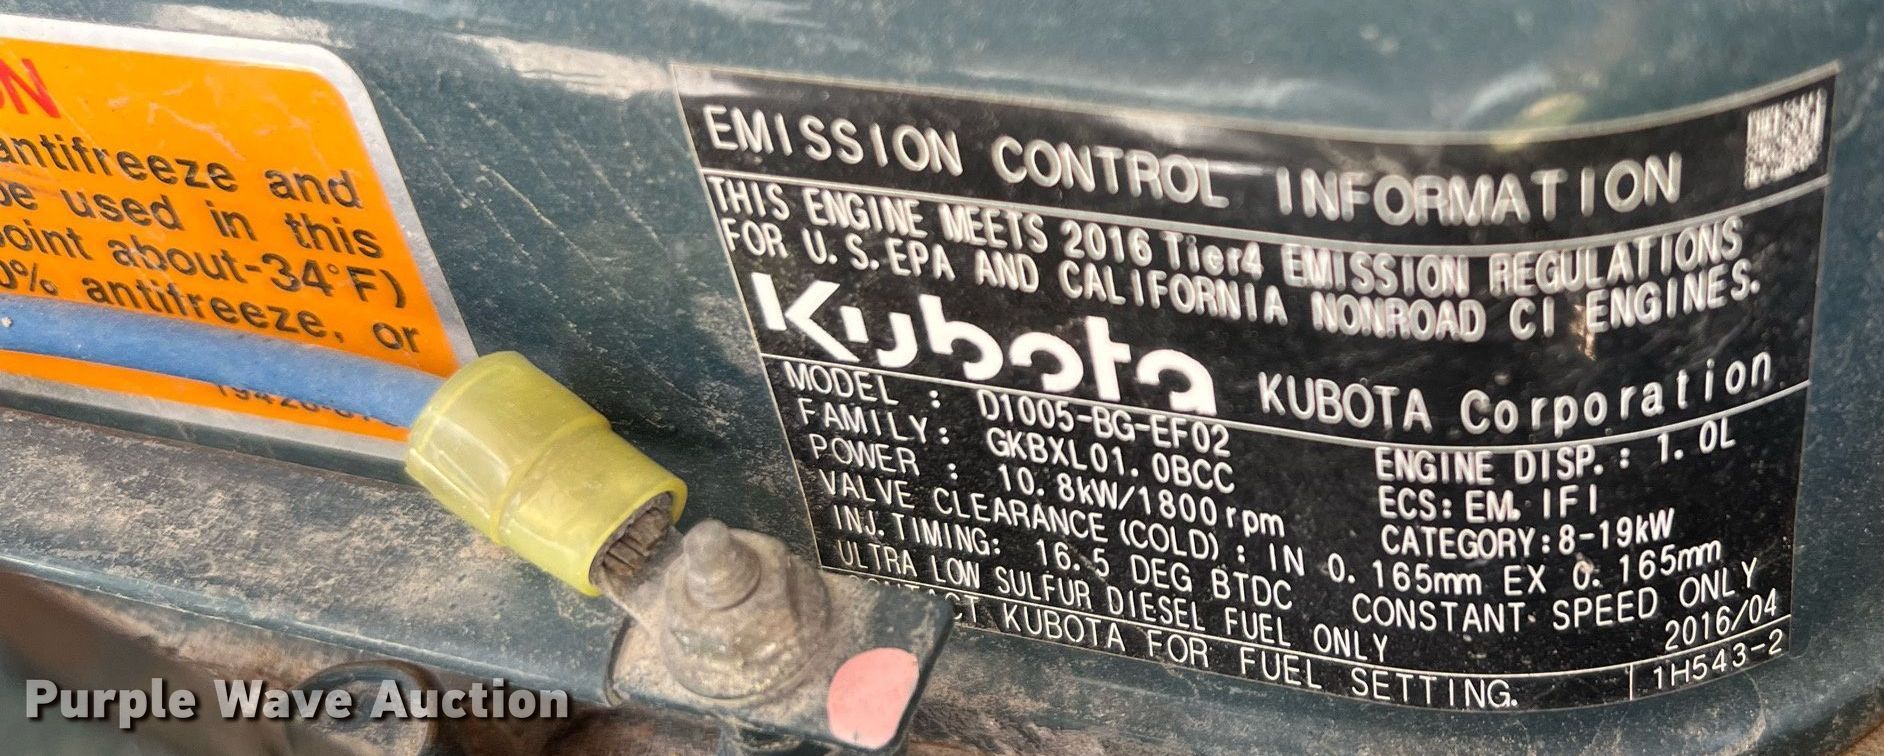 ON
antifreeze and
be used in this
point about-34°F)
0% antifreeze, or
EMISSION CONTROL INFORMATION
THIS ENGINE MEETS 2016 Tier4 EMISSION REGULATIONS
FOR U.S.EPA AND CALIFORNIA NONROAD CI ENGINES.
Kubota KUBOTA Corporation
MODEL : D1005-BG-EF02
FAMILY: GKBXL01.0BCC ENGINE DISP.: 1.0L
POWER : 10.8kW/1800rpm ECS: EM, IFI
CATEGORY:8-19kW
VALVE CLEARANCE (COLD): IN 0.165mm EX 0.165mm
INJ.TIMING: 16.5 DEG BTDC CONSTANT SPEED ONLY
ULTRA LOW SULFUR DIESEL FUEL ONLY 2016/04
KUBOTA FOR FUEL SETTING. 1H543-2
Purple Wave Auction